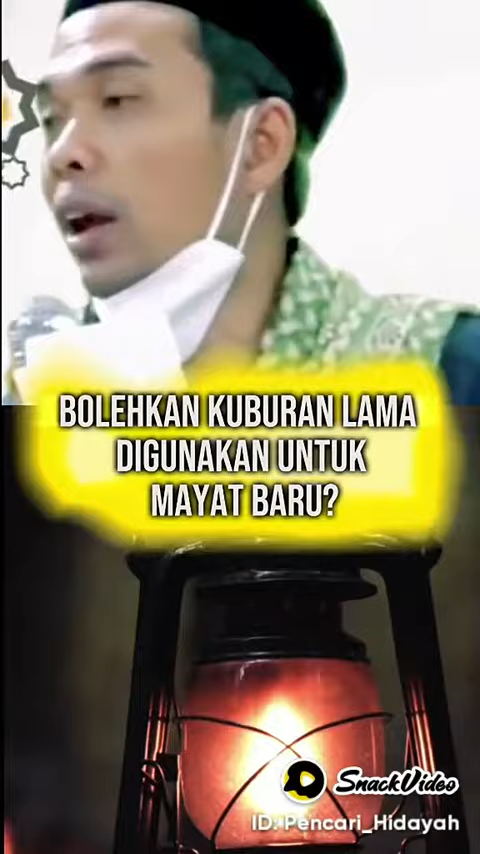 BOLEHKAN KUBURAN LAMA
DIGUNAKAN UNTUK
MAYAT BARU?
SnackVideo
ID: Pencari_Hidayah